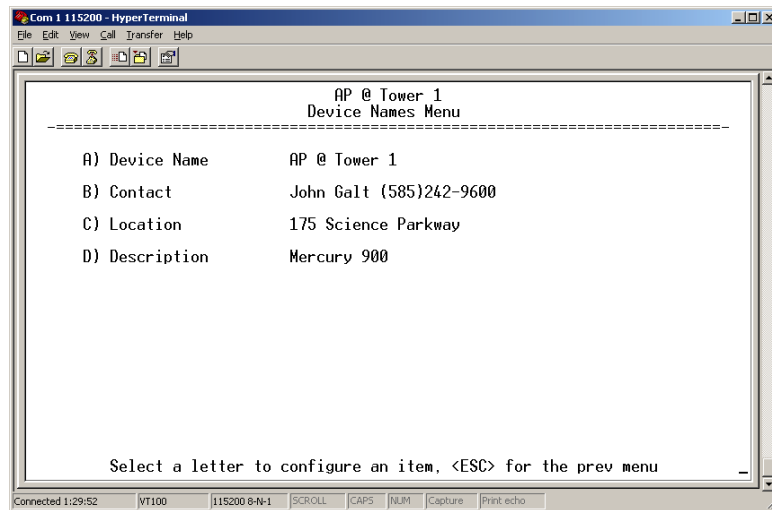 Com 1 115200 - HyperTerminal
File Edit View Call Transfer Help
AP @ Tower 1
Device Names Menu
-==========================================================================-
A) Device Name AP @ Tower 1
B) Contact John Galt (585)242-9600
C) Location 175 Science Parkway
D) Description Mercury 900
Select a letter to configure an item, <ESC> for the prev menu
Connected 1:29:52 VT100 115200 8-N-1 SCROLL CAPS NUM Capture Print echo